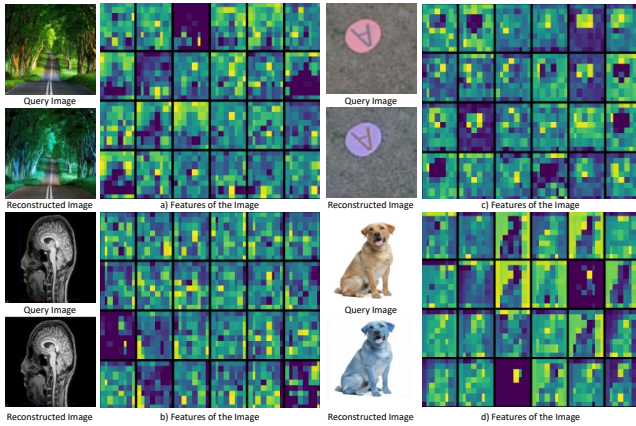 A
Query Image
Query Image
A
Reconstructed Image
a) Features of the Image
Reconstructed Image
c) Features of the Image
Query Image
Query Image
Reconstructed Image
b) Features of the Image
Reconstructed Image
d) Features of the Image